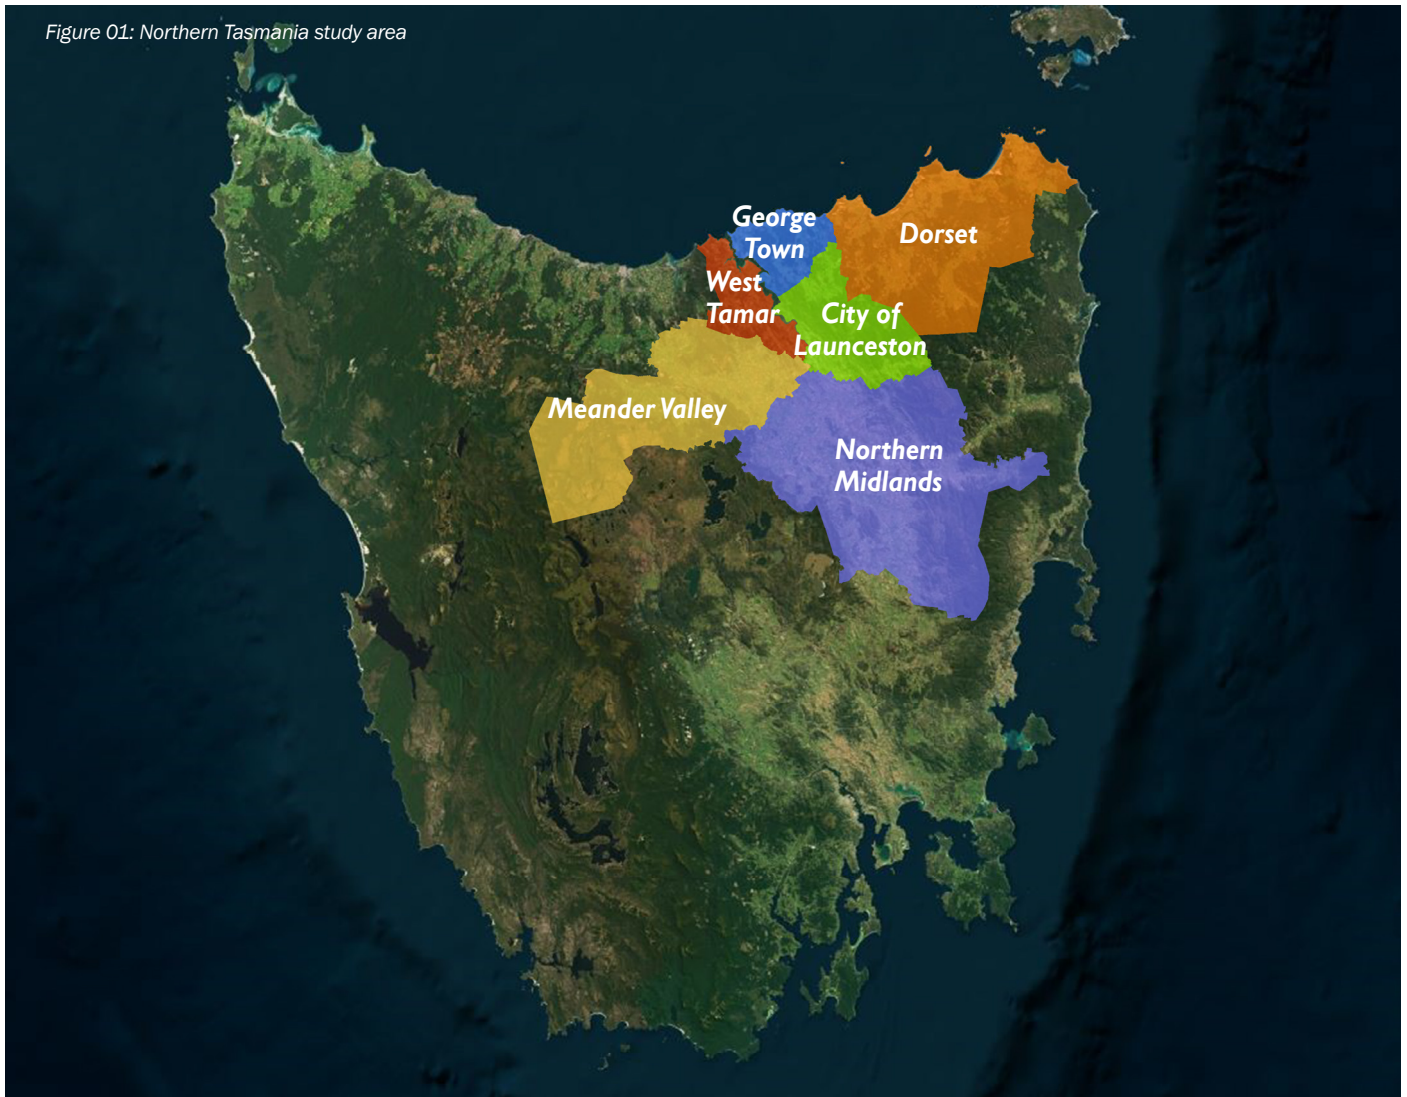 Figure 01: Northern Tasmania study area
George
Town
Dorset
West
Tamar
City of
Launceston
Meander Valley
Northern
Midlands